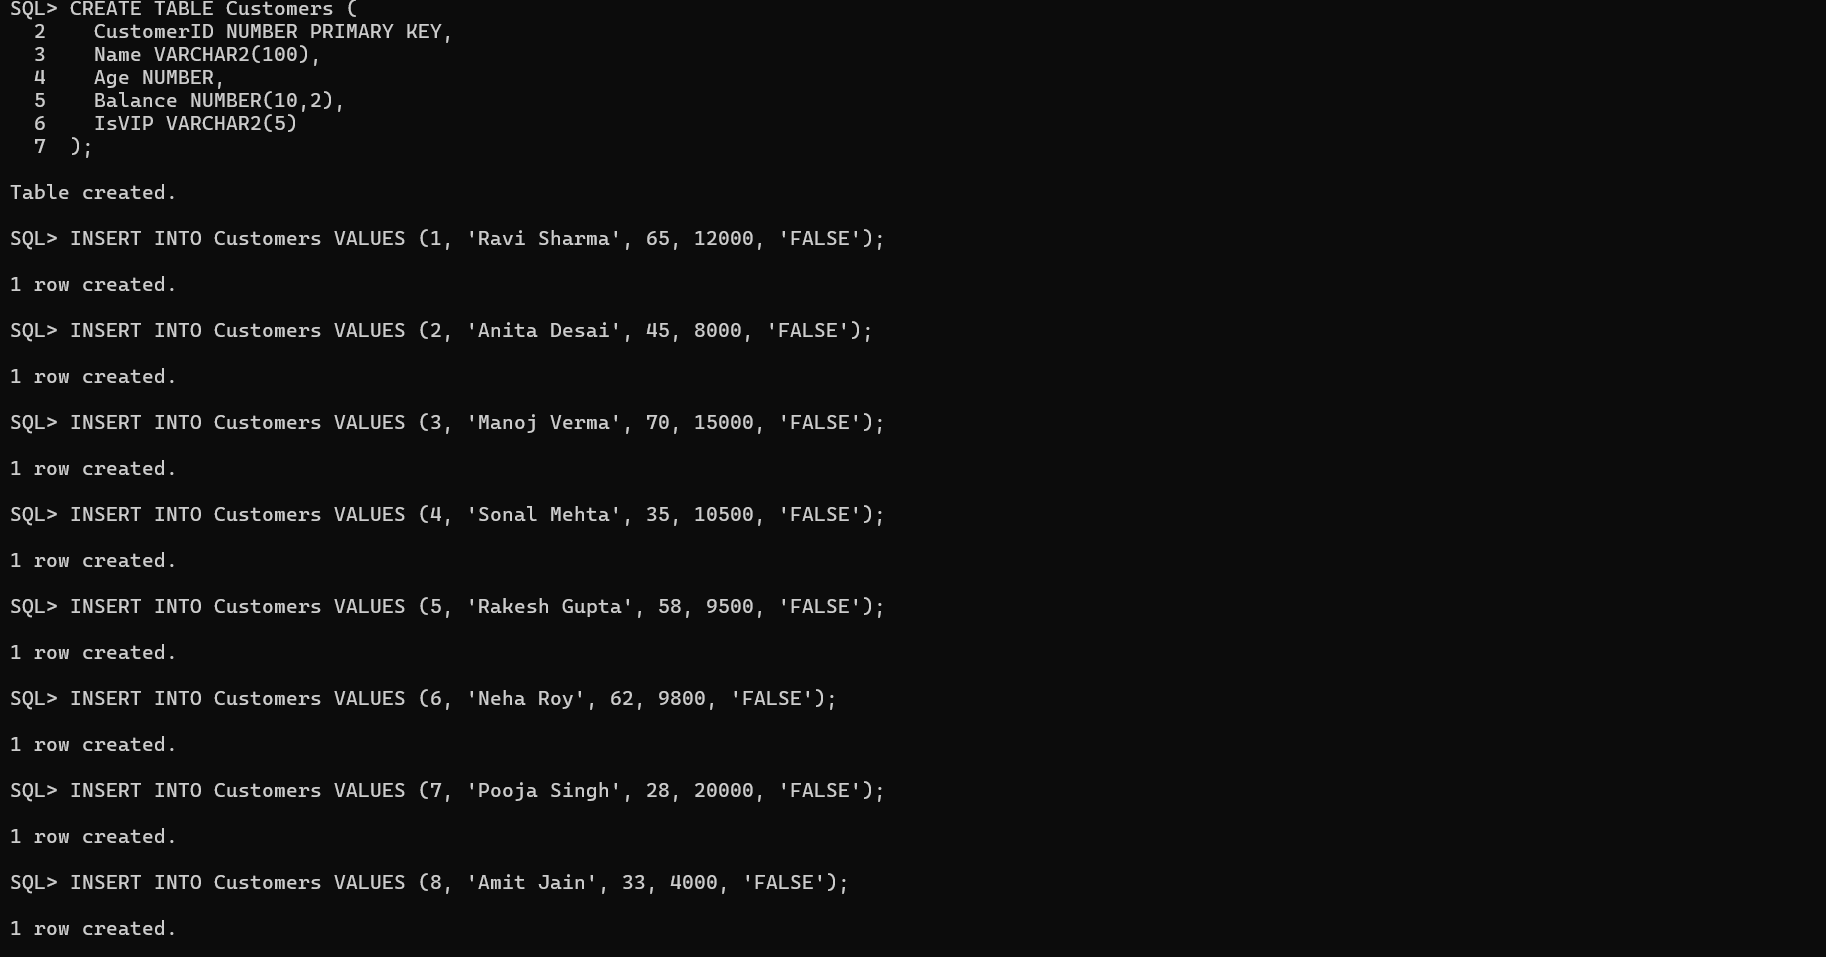 SQL> CREATE TABLE Customers (
  2    CustomerID NUMBER PRIMARY KEY,
  3    Name VARCHAR2(100),
  4    Age NUMBER,
  5    Balance NUMBER(10,2),
  6    IsVIP VARCHAR2(5)
  7  );
Table created.
SQL> INSERT INTO Customers VALUES (1, 'Ravi Sharma', 65, 12000, 'FALSE');
1 row created.
SQL> INSERT INTO Customers VALUES (2, 'Anita Desai', 45, 8000, 'FALSE');
1 row created.
SQL> INSERT INTO Customers VALUES (3, 'Manoj Verma', 70, 15000, 'FALSE');
1 row created.
SQL> INSERT INTO Customers VALUES (4, 'Sonal Mehta', 35, 10500, 'FALSE');
1 row created.
SQL> INSERT INTO Customers VALUES (5, 'Rakesh Gupta', 58, 9500, 'FALSE');
1 row created.
SQL> INSERT INTO Customers VALUES (6, 'Neha Roy', 62, 9800, 'FALSE');
1 row created.
SQL> INSERT INTO Customers VALUES (7, 'Pooja Singh', 28, 20000, 'FALSE');
1 row created.
SQL> INSERT INTO Customers VALUES (8, 'Amit Jain', 33, 4000, 'FALSE');
1 row created.